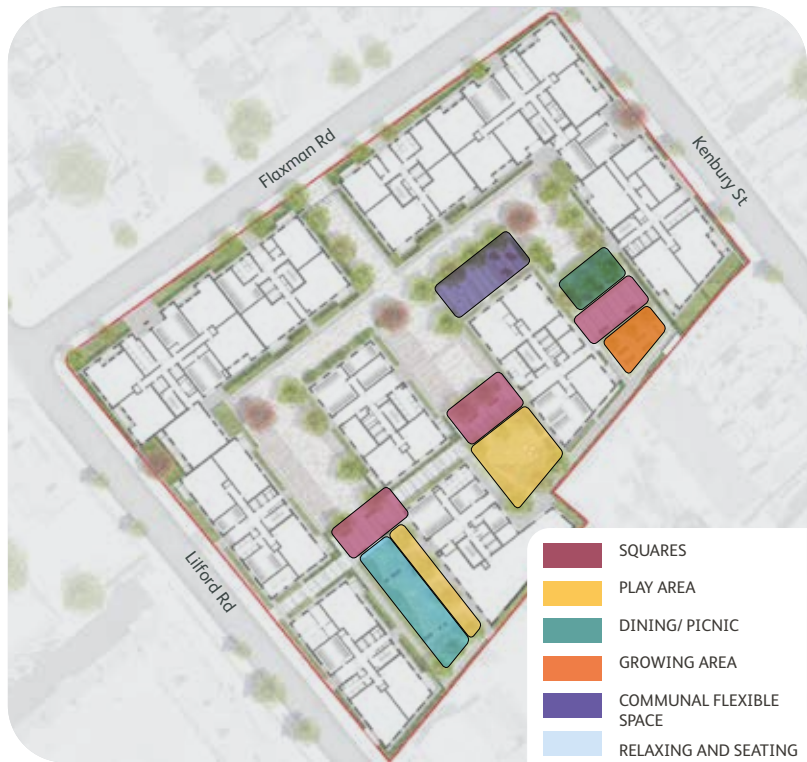 Flaxman Rd
Kenbury St
Lilford Rd
SQUARES
PLAY AREA
DINING/ PICNIC
GROWING AREA
COMMUNAL FLEXIBLE
SPACE
RELAXING AND SEATING